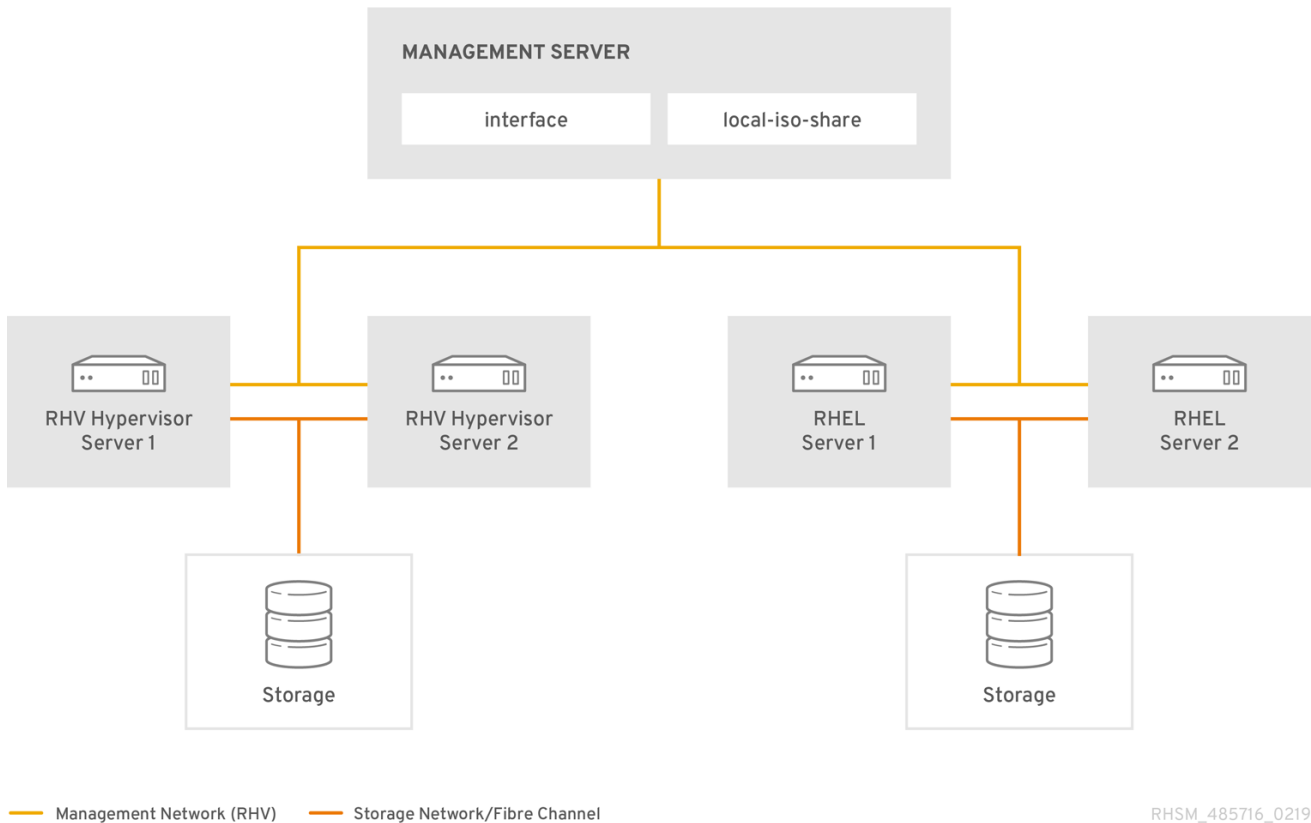 MANAGEMENT SERVER
interface
local-iso-share
RHV Hypervisor
Server 1
RHV Hypervisor
Server 2
RHEL
Server 1
RHEL
Server 2
Storage
Storage
Management Network (RHV)
Storage Network/Fibre Channel
RHSM_485716_0219